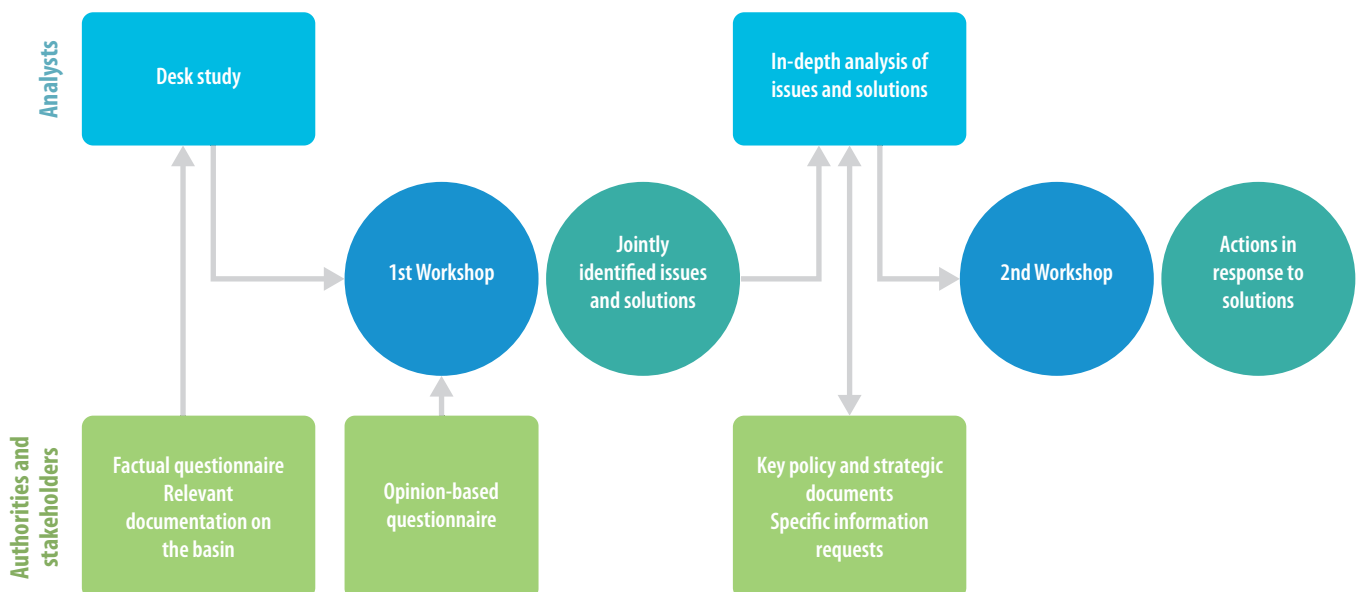 Analysts
Desk study
In-depth analysis of
issues and solutions
1st Workshop
Jointly
identified issues
and solutions
2nd Workshop
Actions in
response to
solutions
Authorities and
stakeholders
Factual questionnaire
Relevant
documentation on
the basin
Opinion-based
questionnaire
Key policy and strategic
documents
Specific information
requests